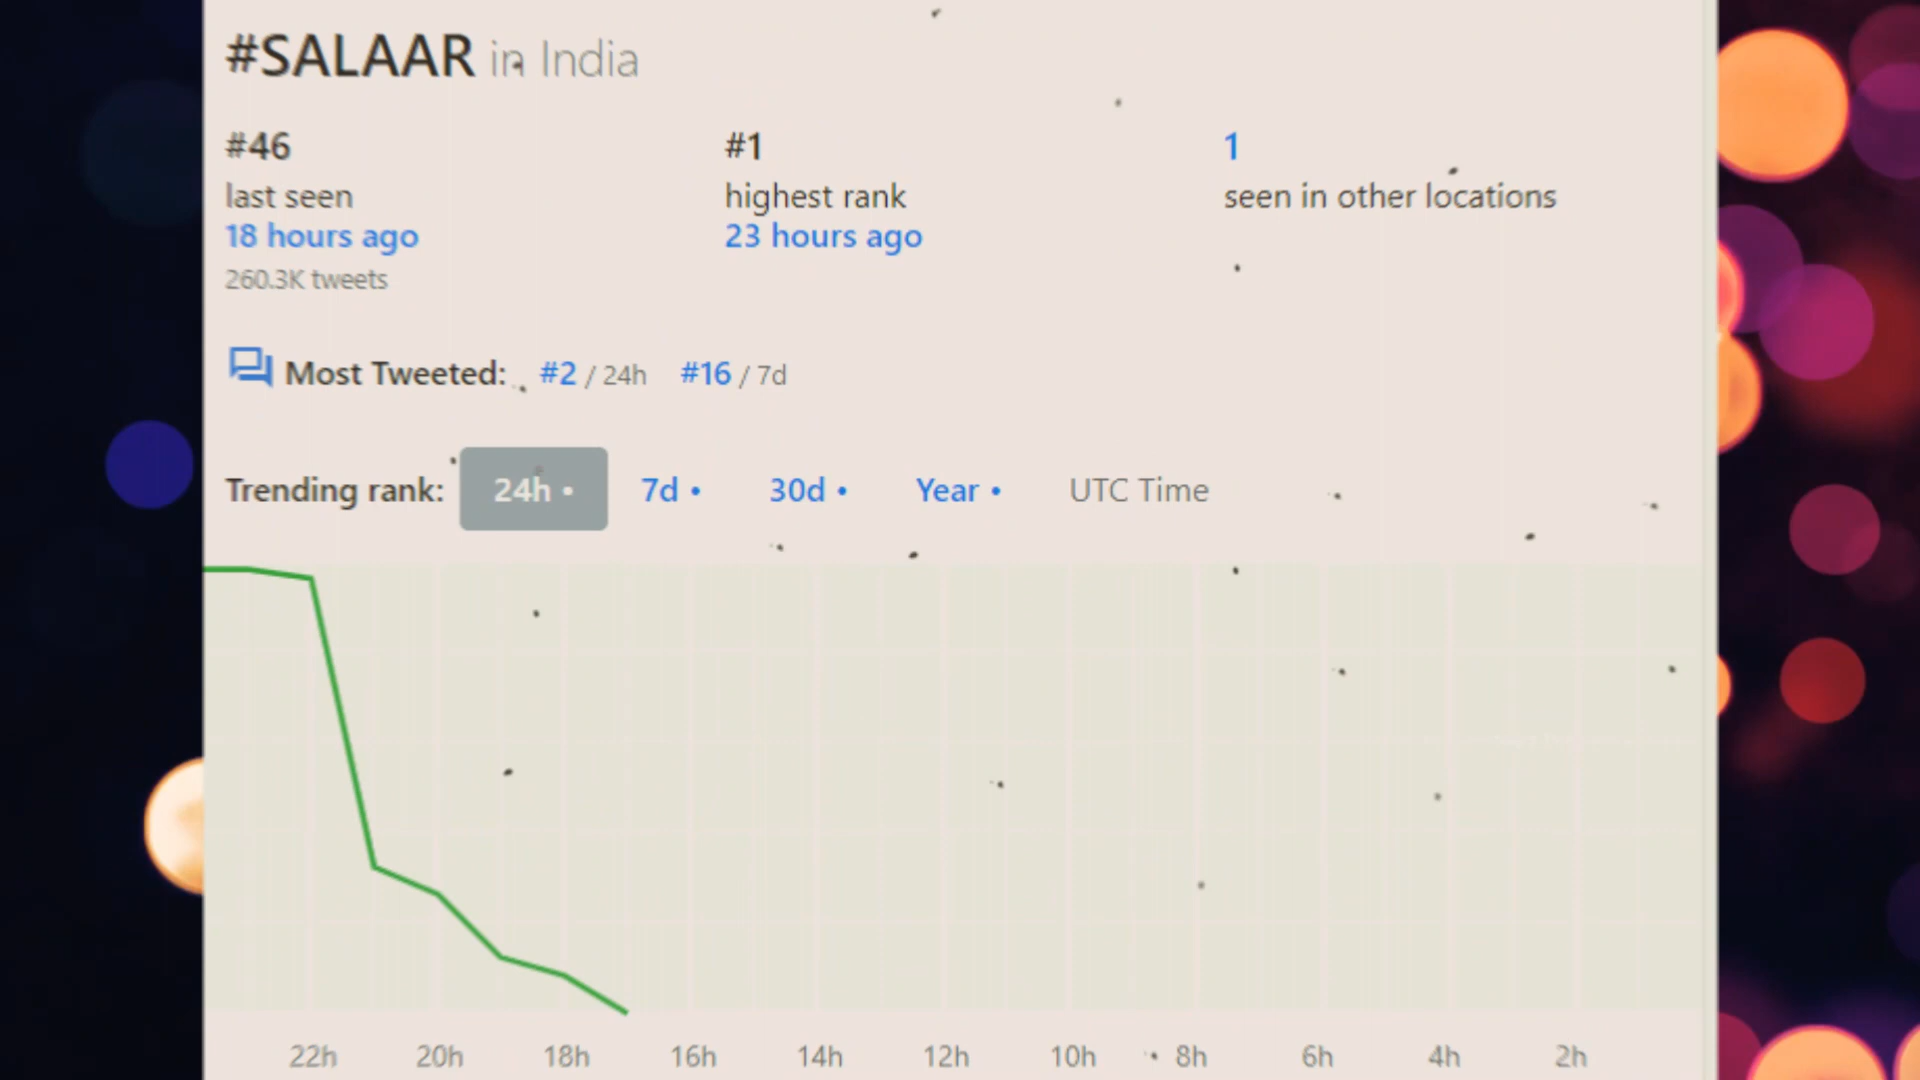 #SALAAR in India
#46 #1 1
last seen highest rank seen in other locations
18 hours ago 23 hours ago
260.3K tweets
Most Tweeted: #2 / 24h #16 / 7d
Trending rank: 24h • 7d • 30d • Year • UTC Time
22h 20h 18h 16h 14h 12h 10h 8h 6h 4h 2h